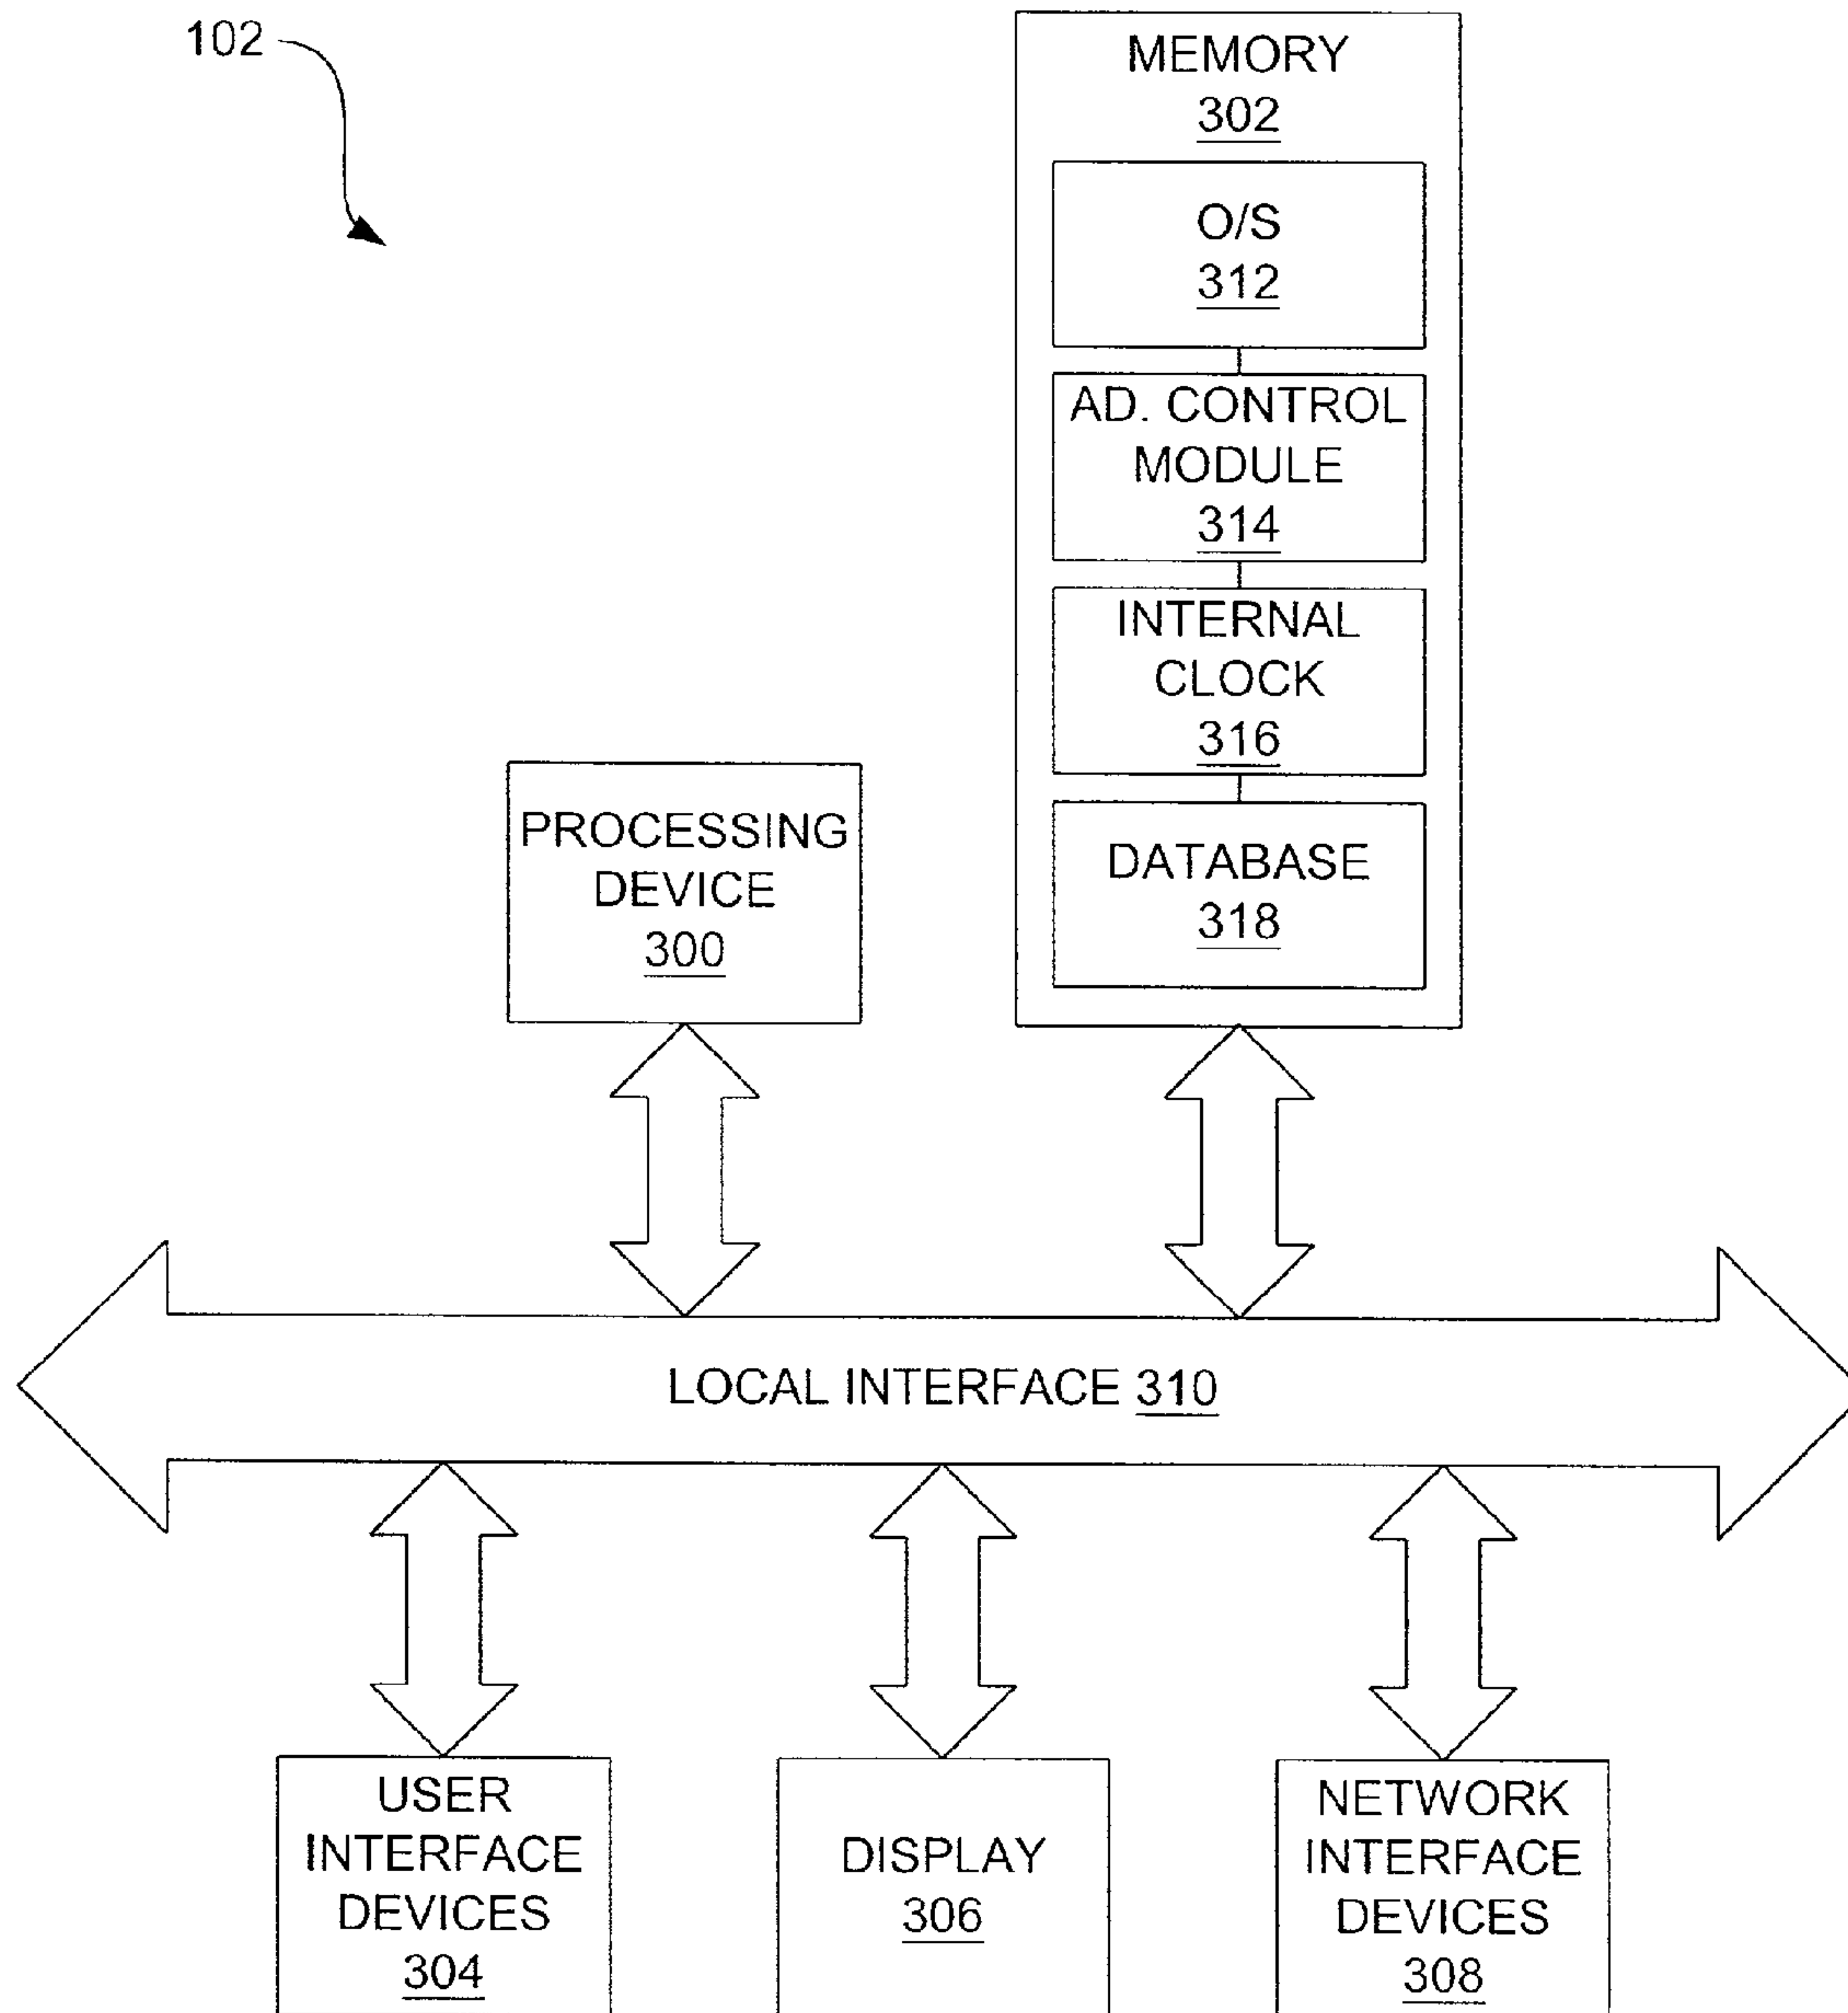 102
MEMORY
302
O/S
312
AD. CONTROL
MODULE
314
INTERNAL
CLOCK
316
DATABASE
318
PROCESSING
DEVICE
300
LOCAL INTERFACE 310
USER
INTERFACE
DEVICES
304
DISPLAY
306
NETWORK
INTERFACE
DEVICES
308